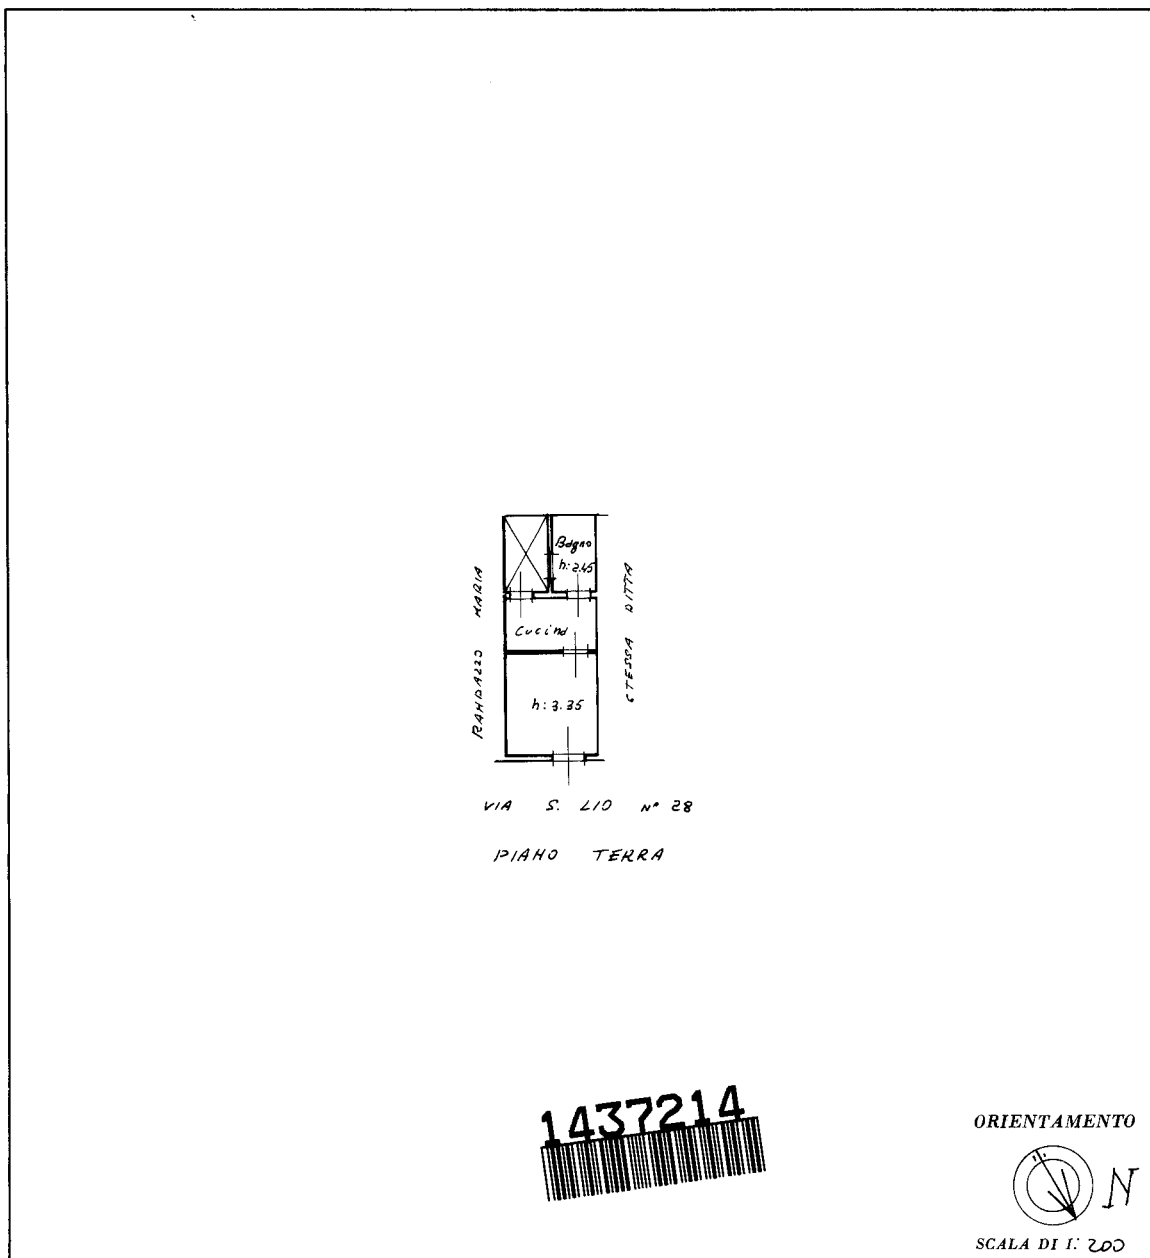 Bagno
h: 2.45
Cucina
h: 3.35
RANDAZZO MARIA
STESSA DITTA
VIA S. LIO N° 28
PIANO TERRA
1437214
ORIENTAMENTO
N
SCALA DI 1: 200